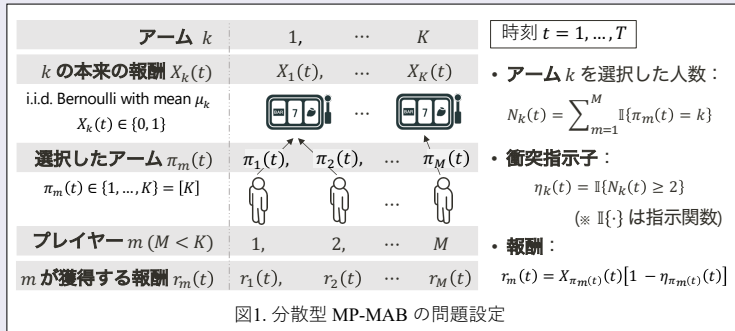 アーム k 1, ⋯ K
k の本来の報酬 X_k(t) X_1(t), ⋯ X_K(t)
i.i.d. Bernoulli with mean μ_k
X_k(t) ∈ {0, 1}
BAR 7 ⋯ BAR 7
選択したアーム π_m(t) π_1(t), π_2(t), ⋯ π_M(t)
π_m(t) ∈ {1, …, K} = [K]
⋯
プレイヤー m (M < K) 1, 2, ⋯ M
m が獲得する報酬 r_m(t) r_1(t), r_2(t) ⋯ r_M(t)
時刻 t = 1, …, T
• アーム k を選択した人数：
N_k(t) = ∑_{m=1}^{M} 𝕀{π_m(t) = k}
• 衝突指示子：
η_k(t) = 𝕀{N_k(t) ≥ 2}
(※ 𝕀{·} は指示関数)
• 報酬：
r_m(t) = X_{π_m(t)}(t)[1 − η_{π_m(t)}(t)]
図1. 分散型 MP-MAB の問題設定